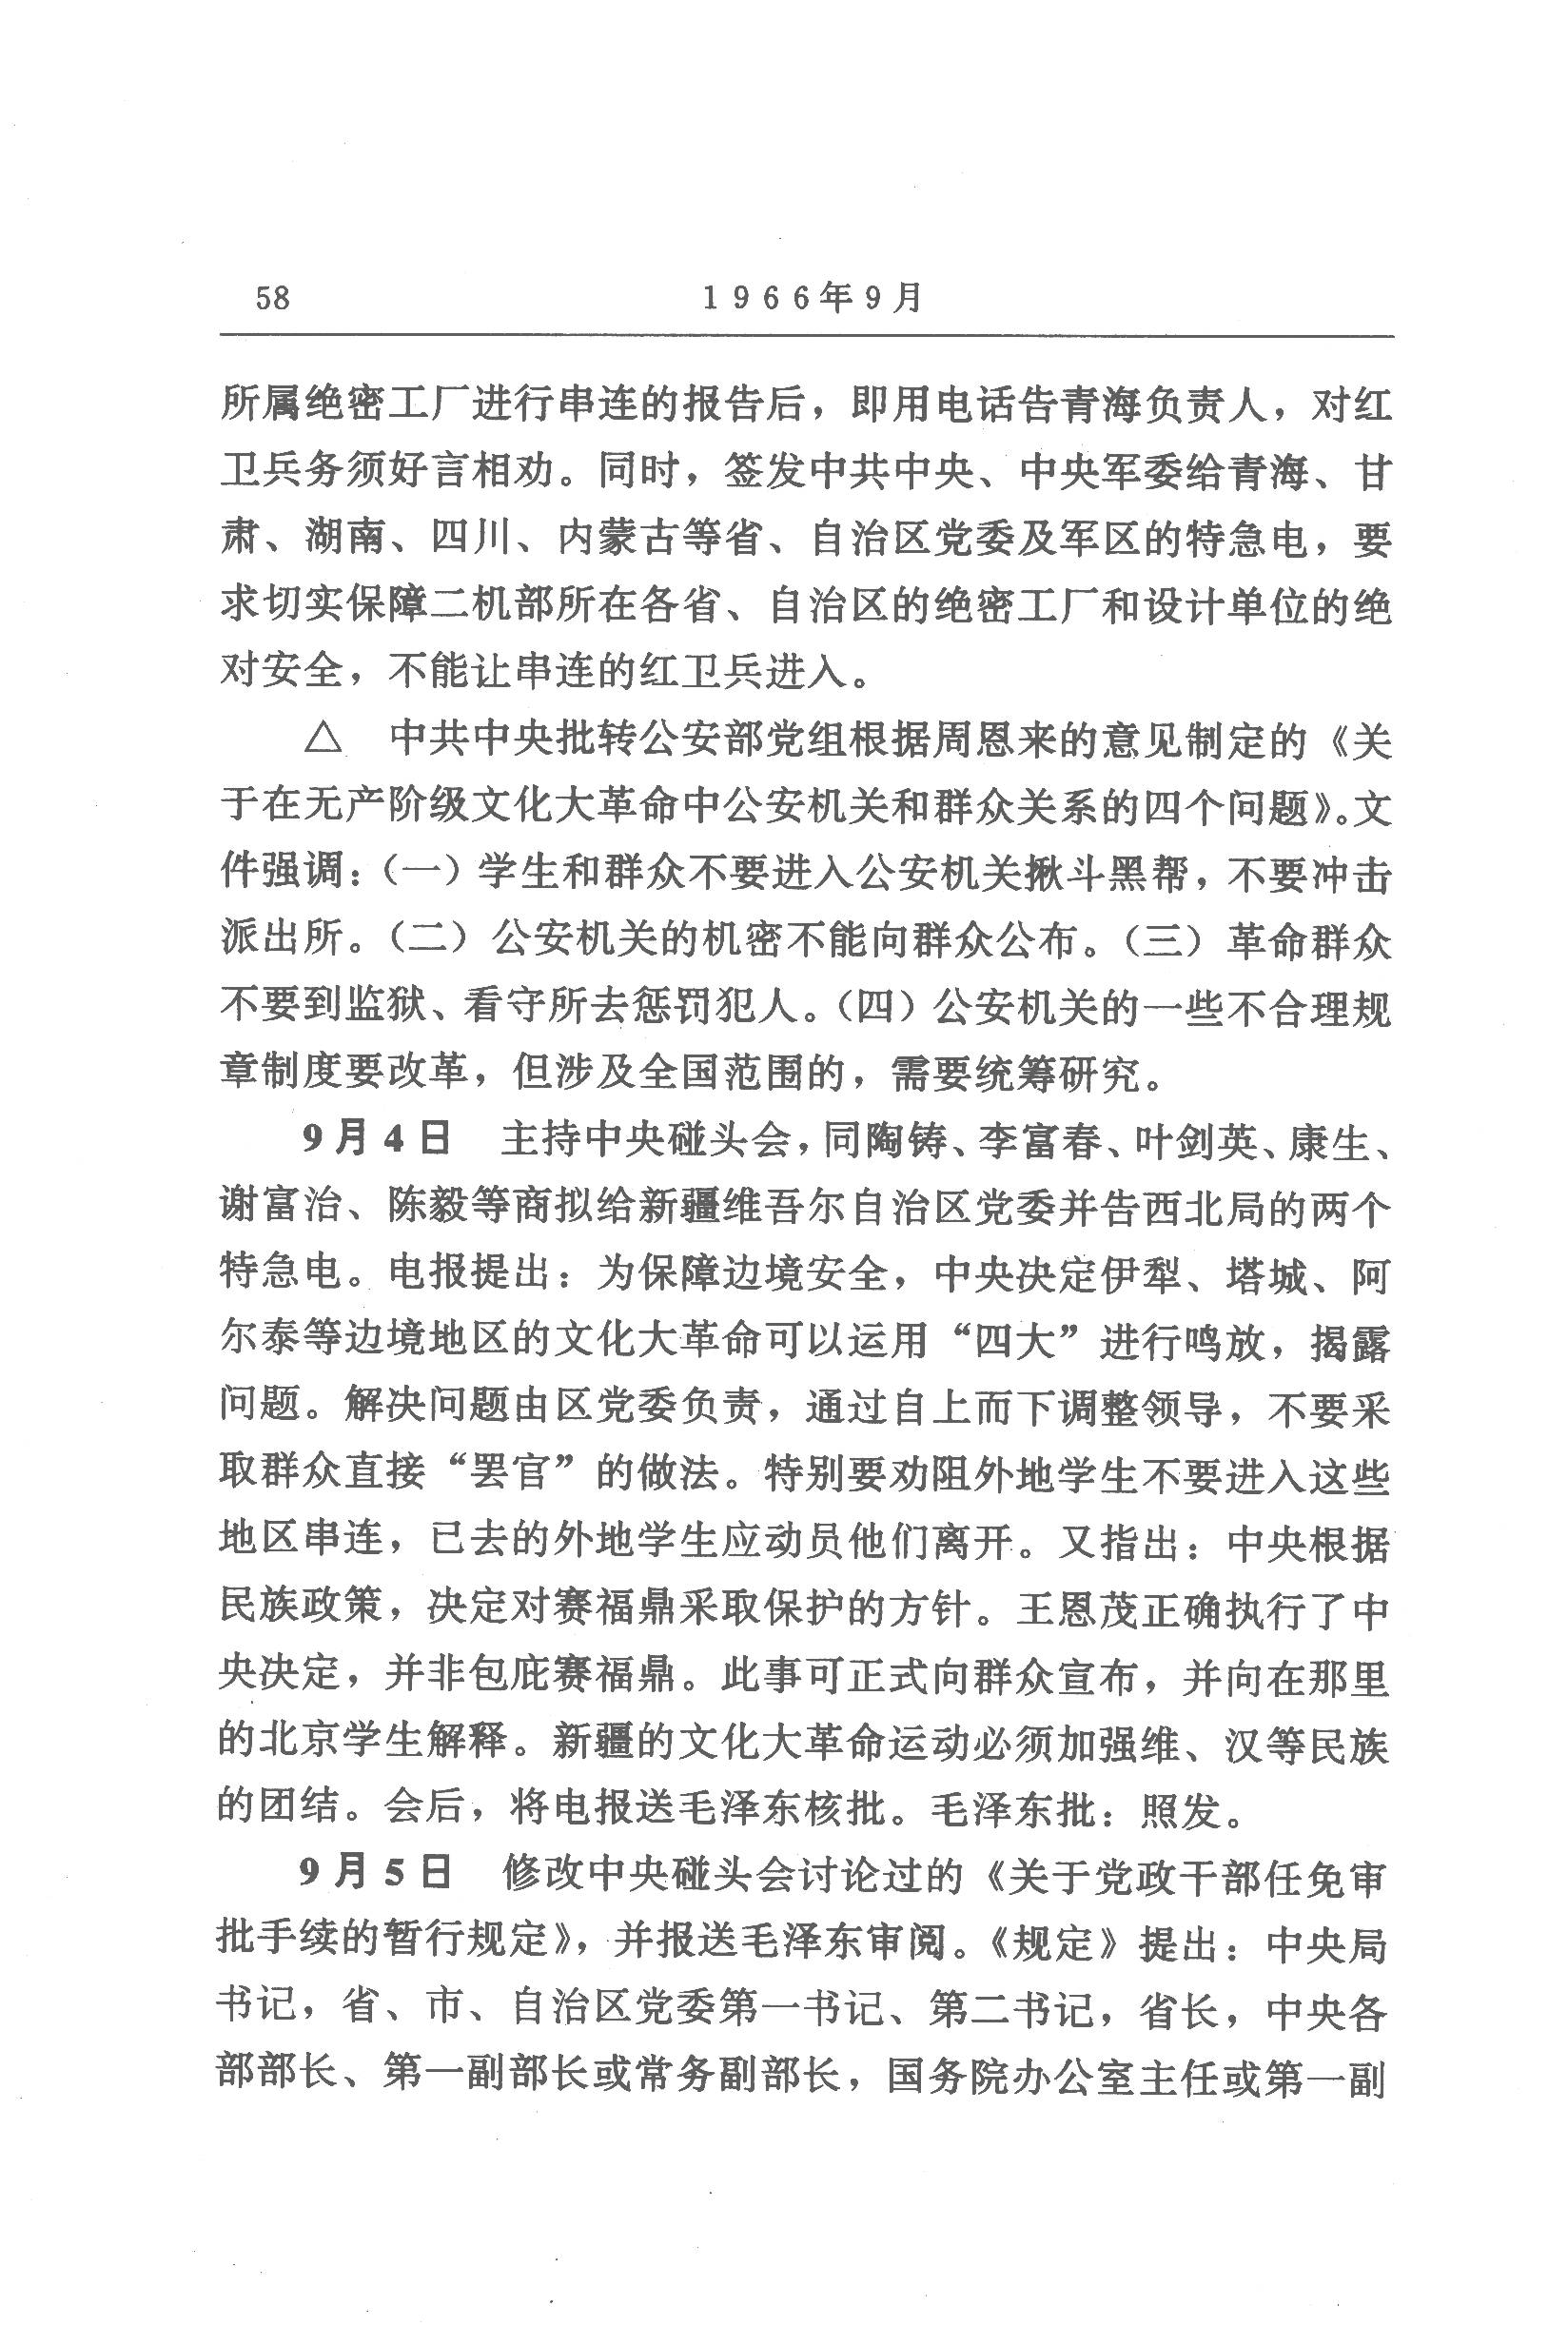 58
1966年9月
所属绝密工厂进行串连的报告后，即用电话告青海负责人，对红
卫兵务须好言相劝。同时，签发中共中央、中央军委给青海、甘
肃、湖南、四川、内蒙古等省、自治区党委及军区的特急电，要
求切实保障二机部所在各省、自治区的绝密工厂和设计单位的绝
对安全，不能让串连的红卫兵进入。
△　中共中央批转公安部党组根据周恩来的意见制定的《关
于在无产阶级文化大革命中公安机关和群众关系的四个问题》。文
件强调：（一）学生和群众不要进入公安机关揪斗黑帮，不要冲击
派出所。（二）公安机关的机密不能向群众公布。（三）革命群众
不要到监狱、看守所去惩罚犯人。（四）公安机关的一些不合理规
章制度要改革，但涉及全国范围的，需要统筹研究。
9月4日　主持中央碰头会，同陶铸、李富春、叶剑英、康生、
谢富治、陈毅等商拟给新疆维吾尔自治区党委并告西北局的两个
特急电。电报提出：为保障边境安全，中央决定伊犁、塔城、阿
尔泰等边境地区的文化大革命可以运用“四大”进行鸣放，揭露
问题。解决问题由区党委负责，通过自上而下调整领导，不要采
取群众直接“罢官”的做法。特别要劝阻外地学生不要进入这些
地区串连，已去的外地学生应动员他们离开。又指出：中央根据
民族政策，决定对赛福鼎采取保护的方针。王恩茂正确执行了中
央决定，并非包庇赛福鼎。此事可正式向群众宣布，并向在那里
的北京学生解释。新疆的文化大革命运动必须加强维、汉等民族
的团结。会后，将电报送毛泽东核批。毛泽东批：照发。
9月5日　修改中央碰头会讨论过的《关于党政干部任免审
批手续的暂行规定》，并报送毛泽东审阅。《规定》提出：中央局
书记，省、市、自治区党委第一书记、第二书记，省长，中央各
部部长、第一副部长或常务副部长，国务院办公室主任或第一副